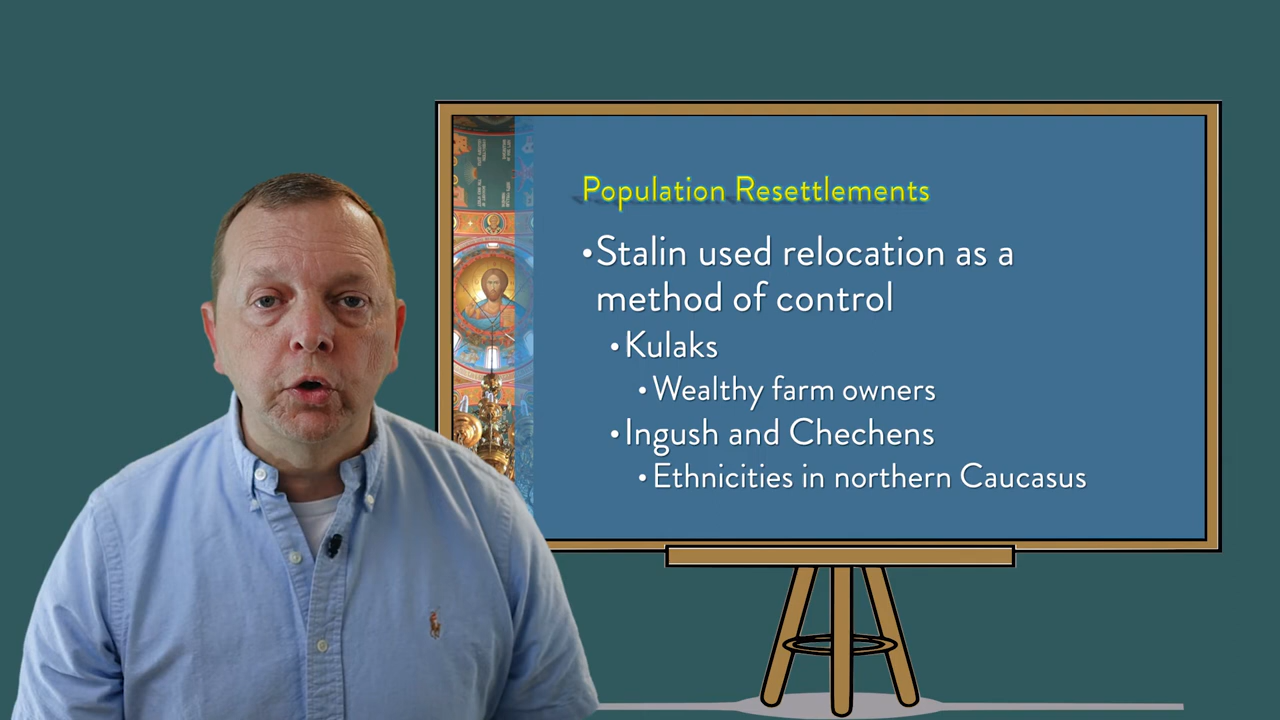 Population Resettlements
•Stalin used relocation as a
method of control
•Kulaks
•Wealthy farm owners
•Ingush and Chechens
•Ethnicities in northern Caucasus